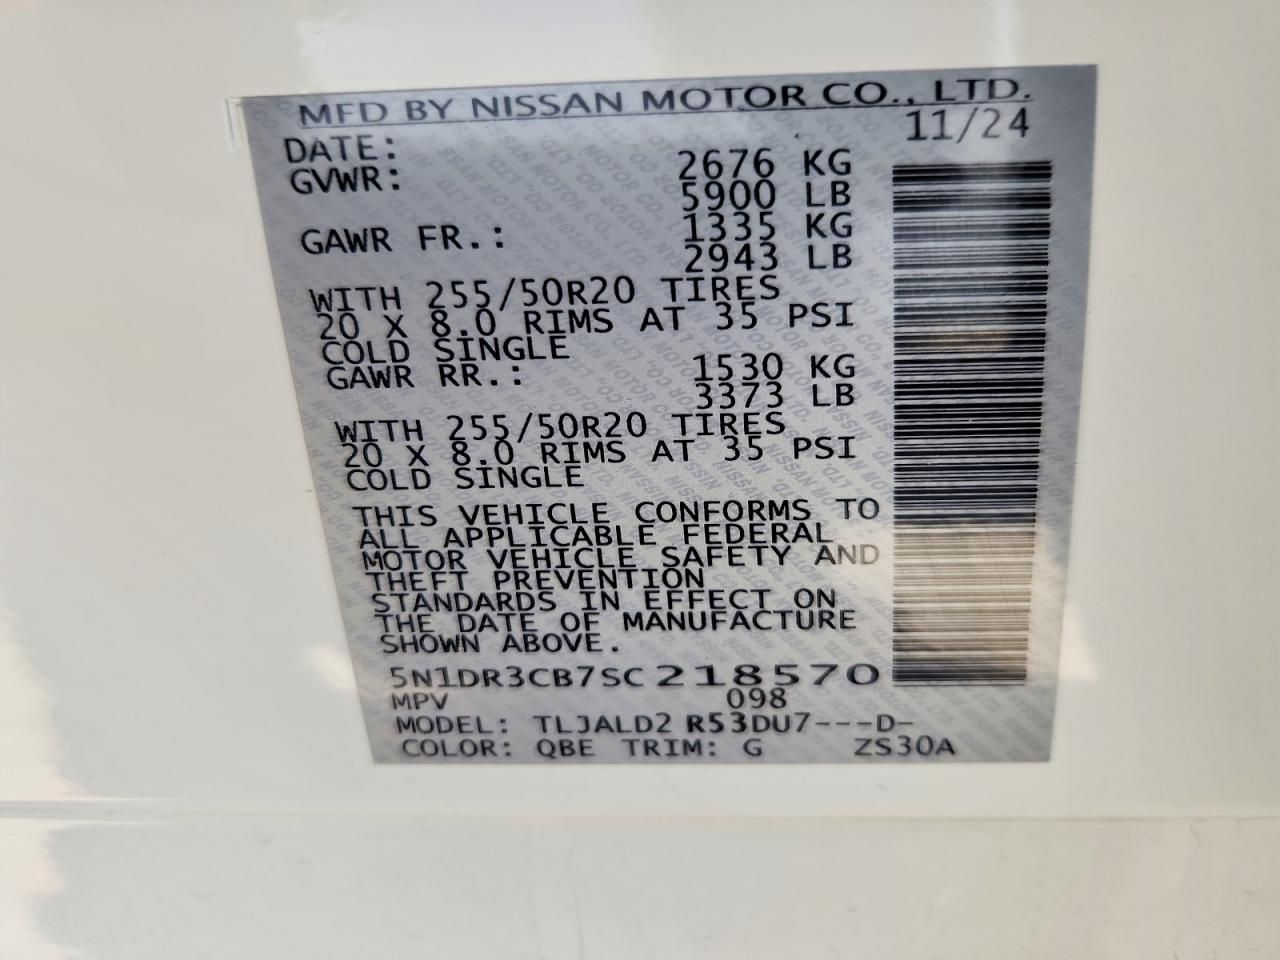 MFD BY NISSAN MOTOR CO., LTD.
DATE: 11/24
GVWR: 2676 KG
5900 LB
GAWR FR.: 1335 KG
2943 LB
WITH 255/50R20 TIRES
20 X 8.0 RIMS AT 35 PSI
COLD SINGLE
GAWR RR.: 1530 KG
3373 LB
WITH 255/50R20 TIRES
20 X 8.0 RIMS AT 35 PSI
COLD SINGLE
THIS VEHICLE CONFORMS TO
ALL APPLICABLE FEDERAL
MOTOR VEHICLE SAFETY AND
THEFT PREVENTION
STANDARDS IN EFFECT ON
THE DATE OF MANUFACTURE
SHOWN ABOVE.
5N1DR3CB7SC218570
MPV 098
MODEL: TLJALD2 R53DU7---D-
COLOR: QBE TRIM: G ZS30A